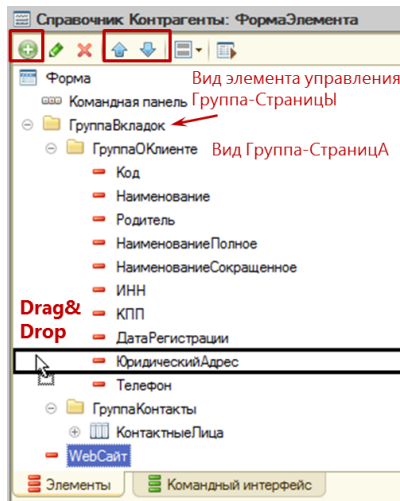 Справочник Контрагенты: ФормаЭлемента
Форма
Вид элемента управления
Командная панель
Группа-СтраницЫ
ГруппаВкладок
ГруппаОКлиенте
Вид Группа-СтраницА
Код
Наименование
Родитель
НаименованиеПолное
НаименованиеСокращенное
ИНН
Drag&
Drop
КПП
ДатаРегистрации
ЮридическийАдрес
Телефон
ГруппаКонтакты
КонтактныеЛица
WebСайт
Элементы
Командный интерфейс